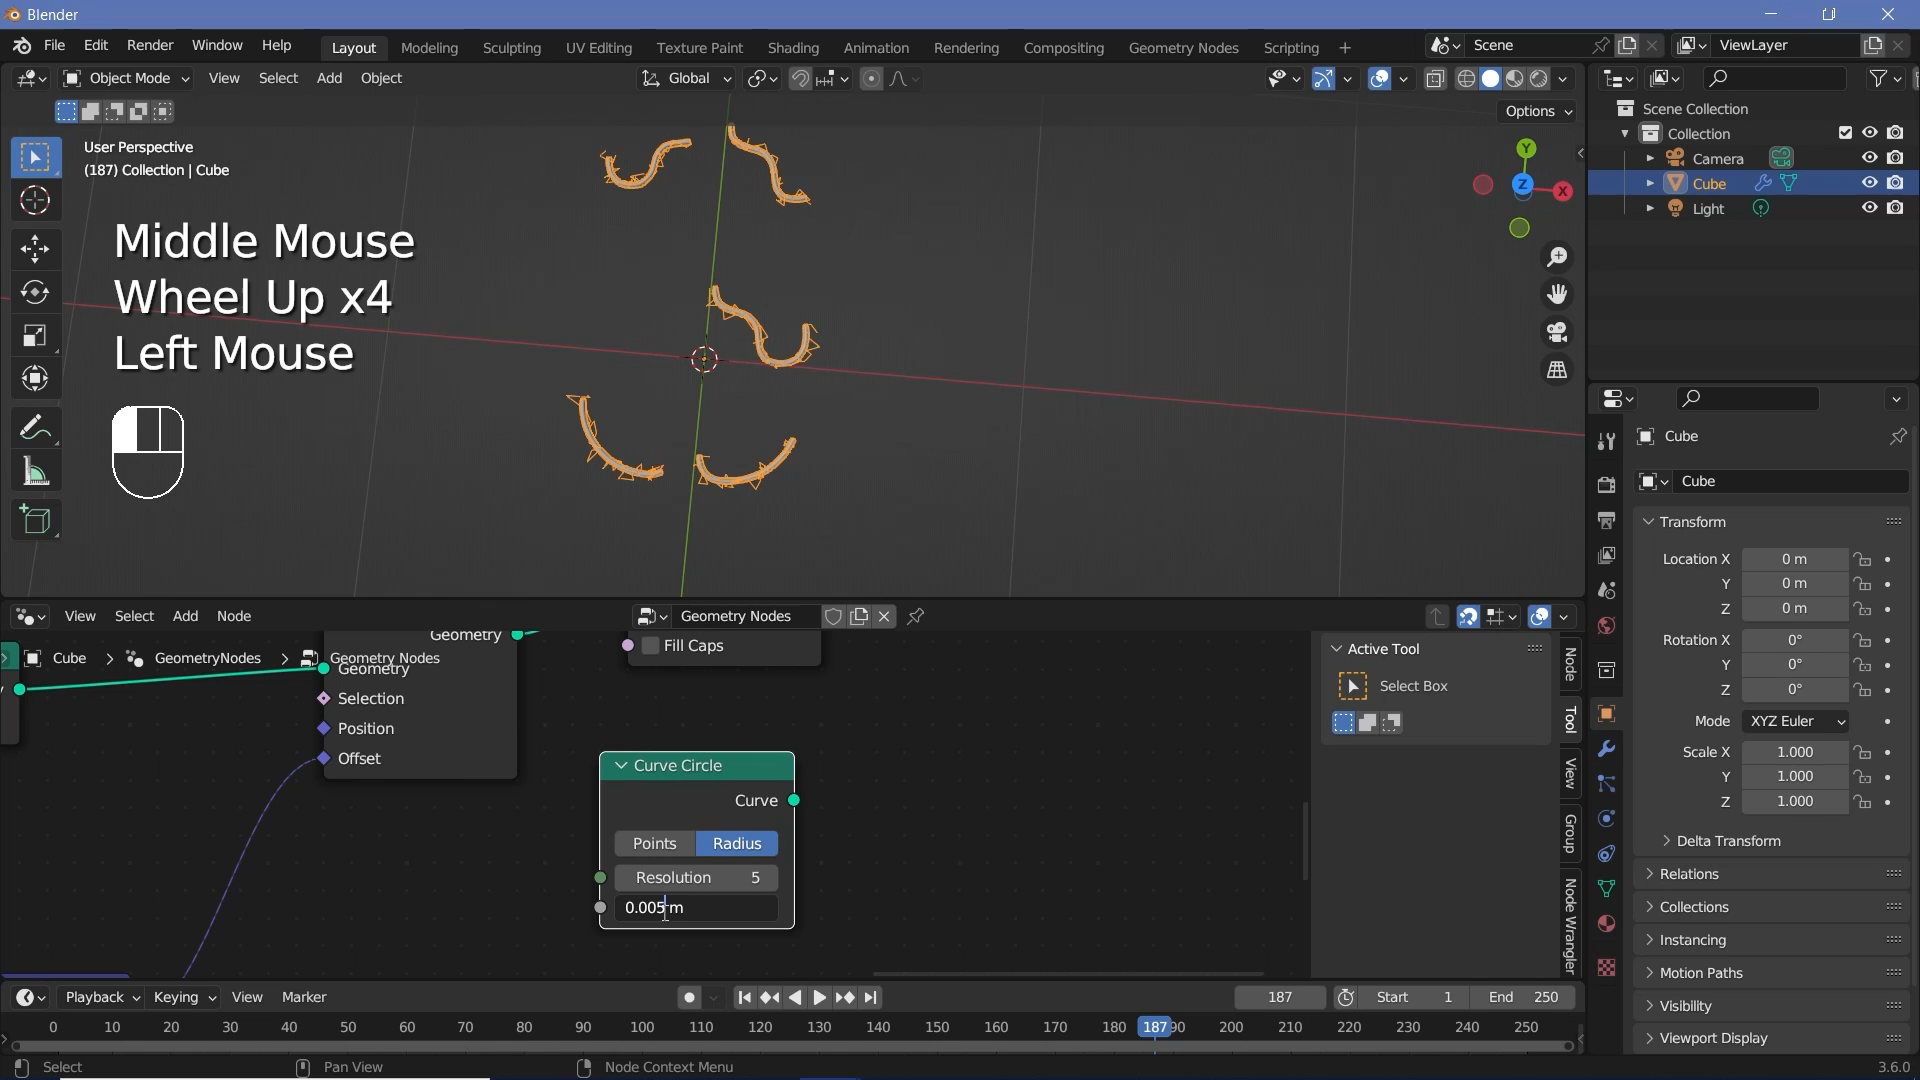 Blender
File Edit Render Window Help
Layout Modeling Sculpting UV Editing Texture Paint Shading Animation Rendering Compositing Geometry Nodes Scripting
Scene
ViewLayer
Object Mode View Select Add Object
Global
Options
User Perspective
(187) Collection | Cube
Middle Mouse
Wheel Up x4
Left Mouse
Y
Z
X
Scene Collection
Collection
Camera
Cube
Light
Cube
Cube
Transform
Location X 0 m
Y 0 m
Z 0 m
Rotation X 0°
Y 0°
Z 0°
Mode XYZ Euler
Scale X 1.000
Y 1.000
Z 1.000
Delta Transform
Relations
Collections
Instancing
Motion Paths
Visibility
Viewport Display
View Select Add Node
Geometry Nodes
Cube GeometryNodes Geometry Nodes
Geometry
Geometry
Selection
Position
Offset
Fill Caps
Curve Circle
Curve
Points Radius
Resolution 5
0.005 m
Active Tool
Select Box
Node
Tool
View
Group
Node Wrangler
Playback Keying View Marker
187
Start 1
End 250
0 10 20 30 40 50 60 70 80 90 100 110 120 130 140 150 160 170 180 187 90 200 210 220 230 240 250
Select
Pan View
Node Context Menu
3.6.0